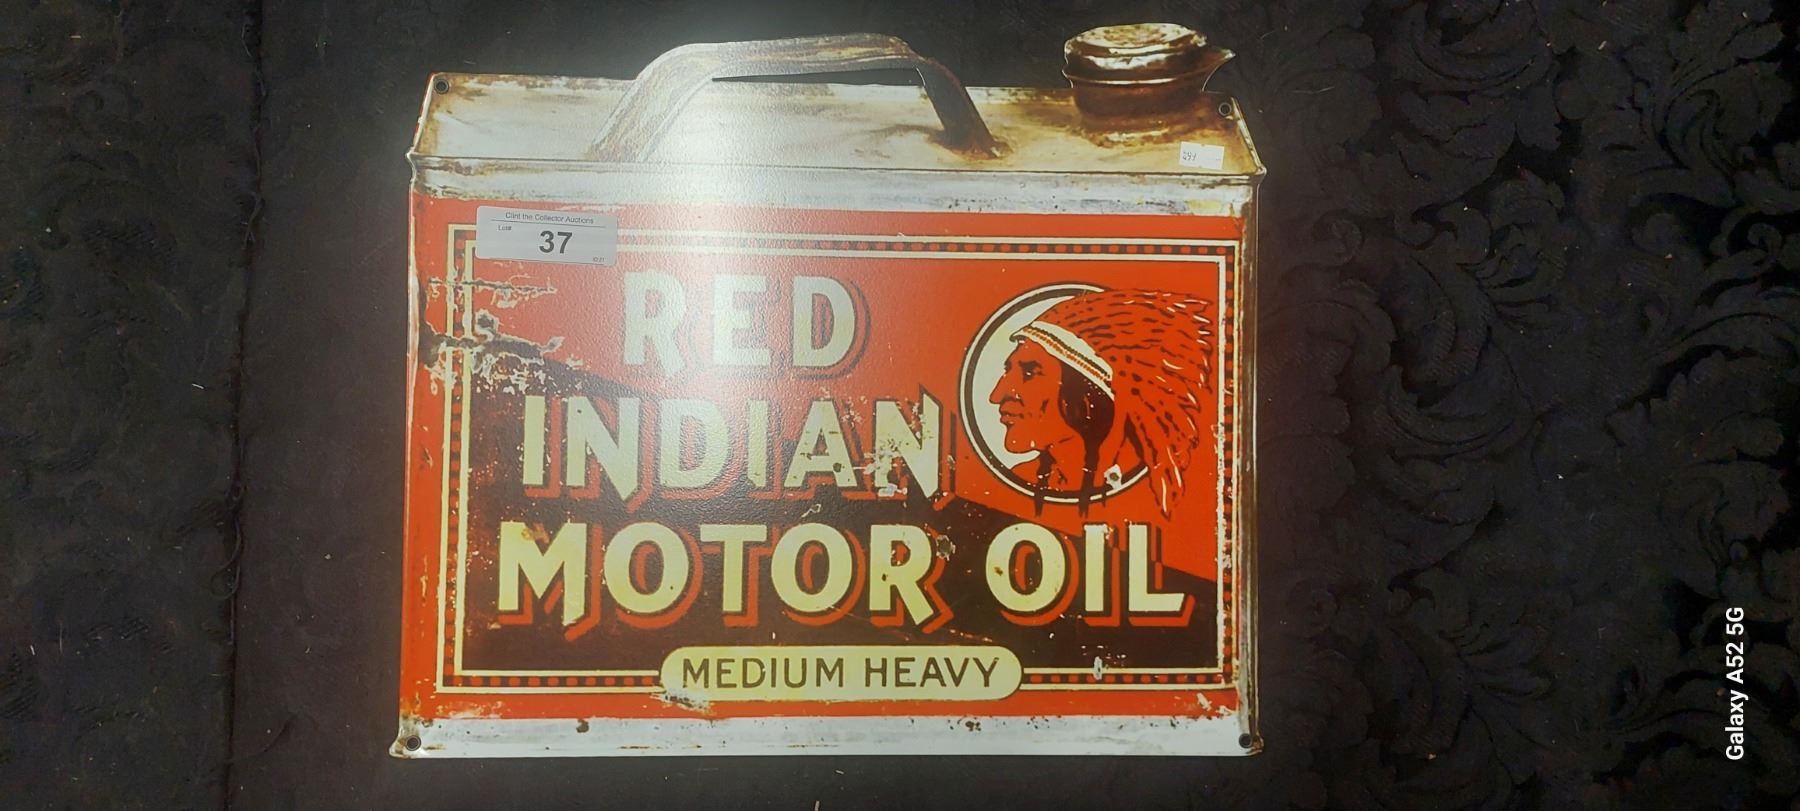 Clint the Collector Auctions
Lot#
37
RED
INDIAN
MOTOR OIL
MEDIUM HEAVY
Galaxy A52 5G